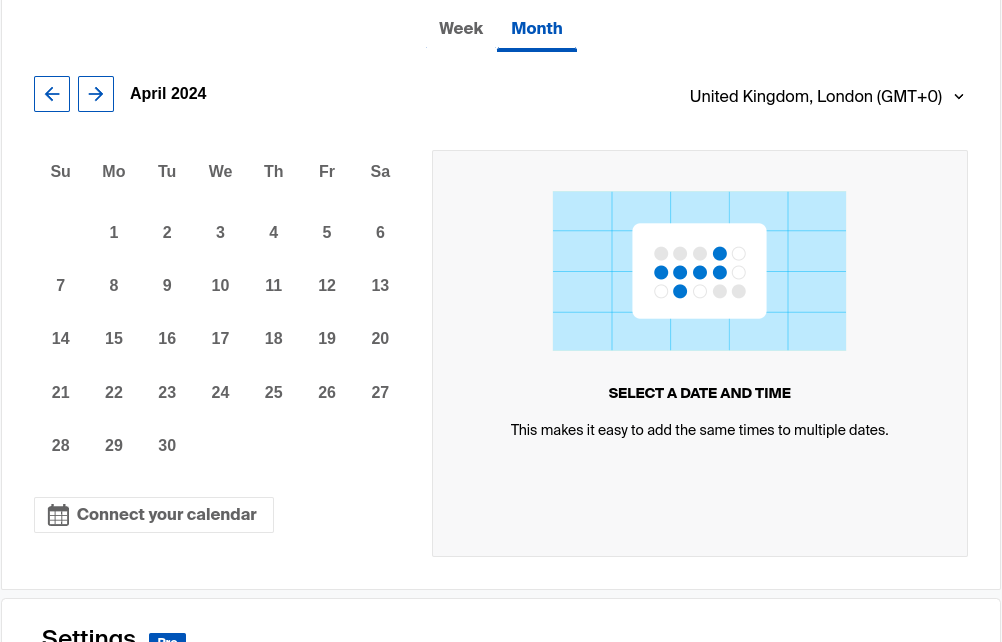 Week Month
April 2024
United Kingdom, London (GMT+0)
Su Mo Tu We Th Fr Sa
1 2 3 4 5 6
7 8 9 10 11 12 13
14 15 16 17 18 19 20
21 22 23 24 25 26 27
28 29 30
Connect your calendar
SELECT A DATE AND TIME
This makes it easy to add the same times to multiple dates.
Settings Pro